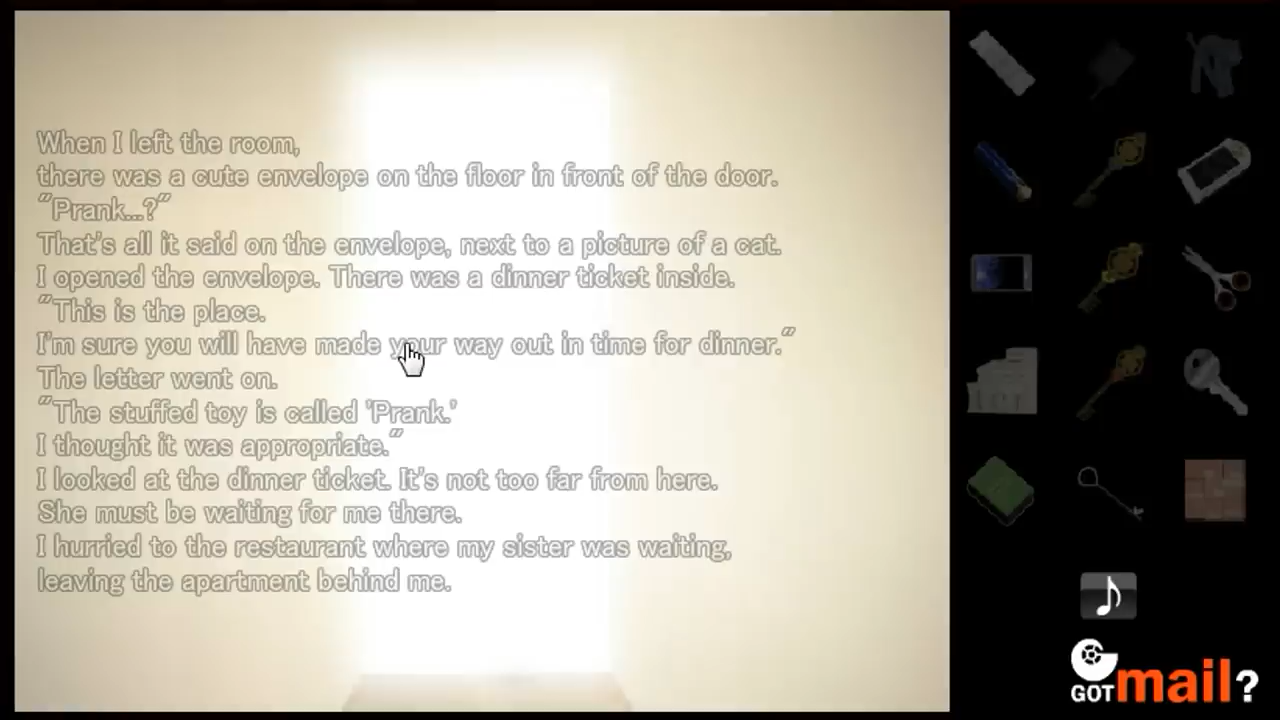 When I left the room,
there was a cute envelope on the floor in front of the door.
"Prank...?"
That's all it said on the envelope, next to a picture of a cat.
I opened the envelope. There was a dinner ticket inside.
"This is the place.
I'm sure you will have made your way out in time for dinner."
The letter went on.
"The stuffed toy is called 'Prank.'
I thought it was appropriate."
I looked at the dinner ticket. It's not too far from here.
She must be waiting for me there.
I hurried to the restaurant where my sister was waiting,
leaving the apartment behind me.
GOT mail?